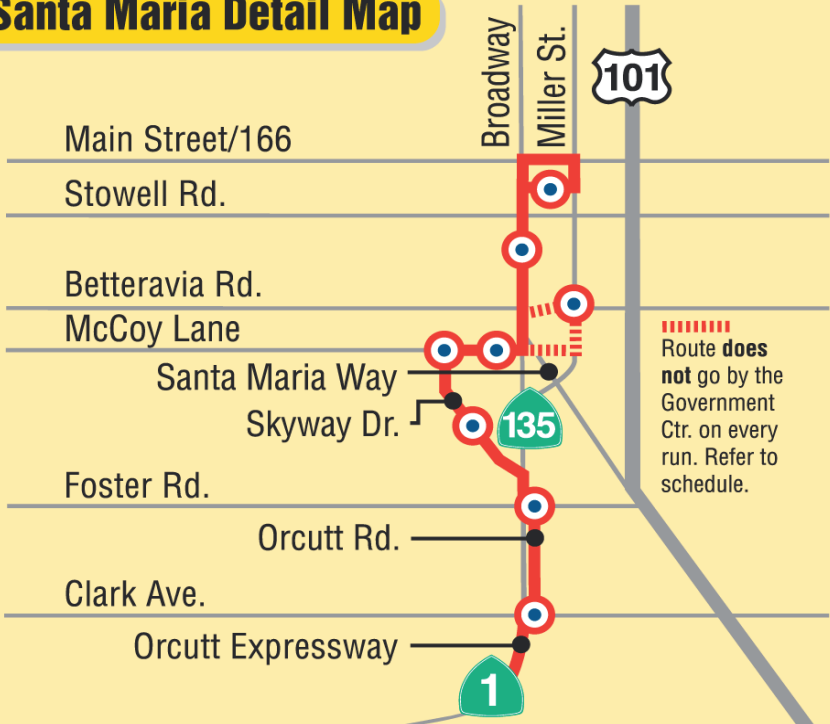 Santa Maria Detail Map
Broadway
Miller St.
101
Main Street/166
Stowell Rd.
Betteravia Rd.
McCoy Lane
Santa Maria Way
Skyway Dr.
135
Foster Rd.
Orcutt Rd.
Clark Ave.
Orcutt Expressway
1
Route does
not go by the
Government
Ctr. on every
run. Refer to
schedule.